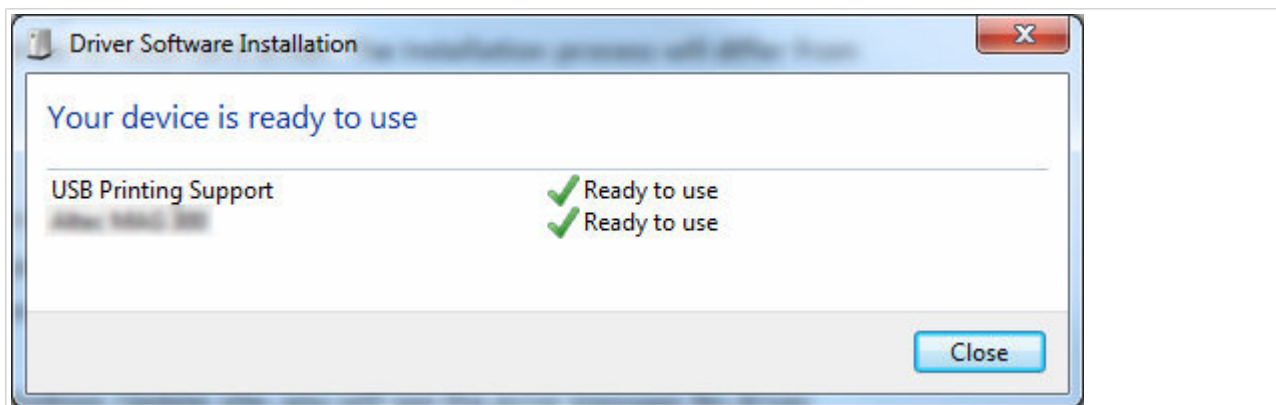 Driver Software Installation
Your device is ready to use
USB Printing Support
Ready to use
Ready to use
Close